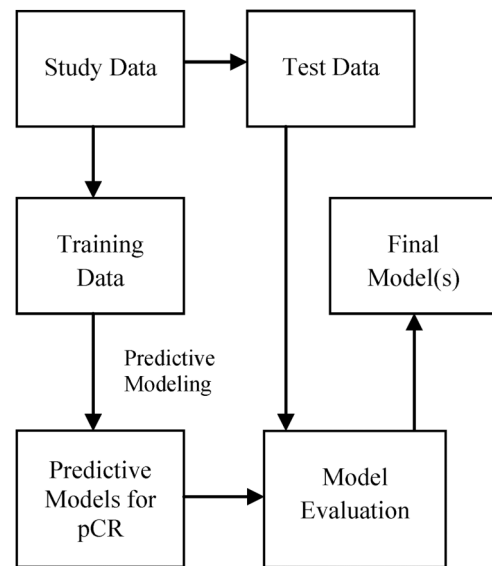 Study Data
Test Data
Training
Data
Final
Model(s)
Predictive
Modeling
Predictive
Models for
pCR
Model
Evaluation